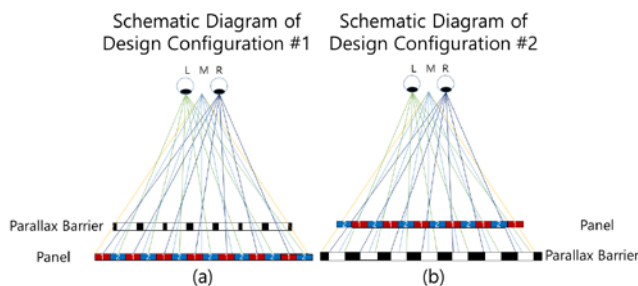 Schematic Diagram of
Design Configuration #1
L M R
Parallax Barrier
Panel
(a)
Schematic Diagram of
Design Configuration #2
L M R
Panel
Parallax Barrier
(b)